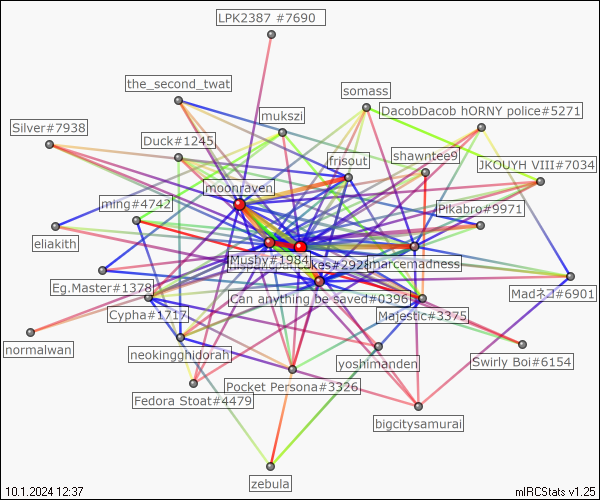 LPK2387 #7690
the_second_twat
somass
DacobDacob hORNY police#5271
mukszi
Silver#7938
Duck#1245
frisout
shawntee9
JKOUYH VIII#7034
moonraven
ming#4742
Pikabro#9971
eliakith
Mushy#1984
kes#2928
marcemadness
Eg.Master#1378
Can anything be saved#0396
Madネコ#6901
Cypha#1717
Majestic#3375
normalwan
neokingghidorah
yoshimanden
Swirly Boi#6154
Pocket Persona#3326
Fedora Stoat#4479
bigcitysamurai
zebula
10.1.2024 12:37
mIRCStats v1.25